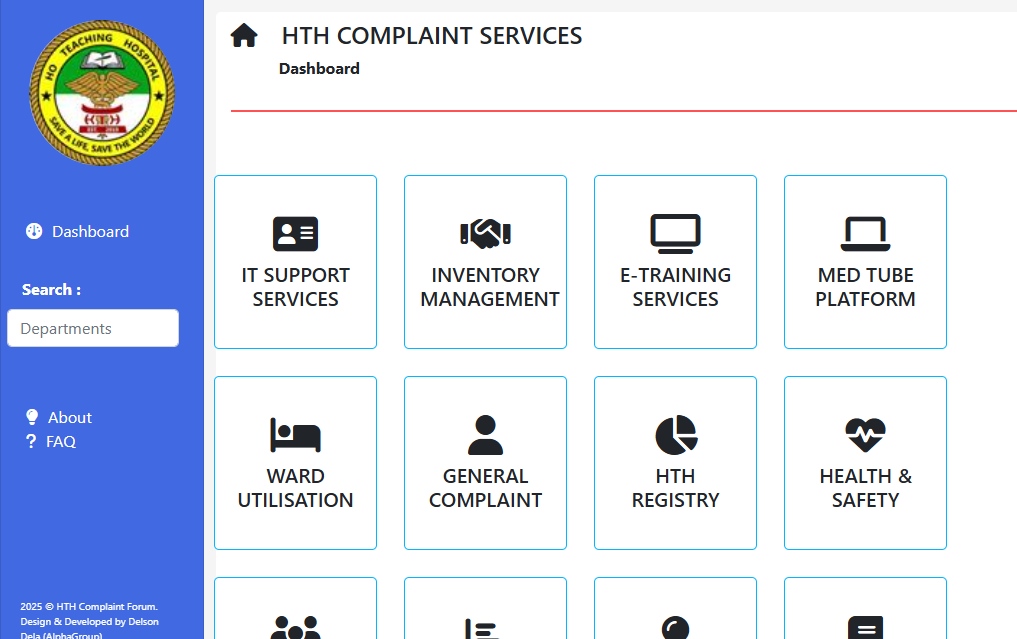 HO TEACHING HOSPITAL
SAVE A LIFE, SAVE THE WORLD
HTH COMPLAINT SERVICES
Dashboard
Dashboard
Search :
Departments
About
FAQ
2025 © HTH Complaint Forum.
Design & Developed by Delson
Dela (AlphaGroup)
IT SUPPORT
SERVICES
INVENTORY
MANAGEMENT
E-TRAINING
SERVICES
MED TUBE
PLATFORM
WARD
UTILISATION
GENERAL
COMPLAINT
HTH
REGISTRY
HEALTH &
SAFETY